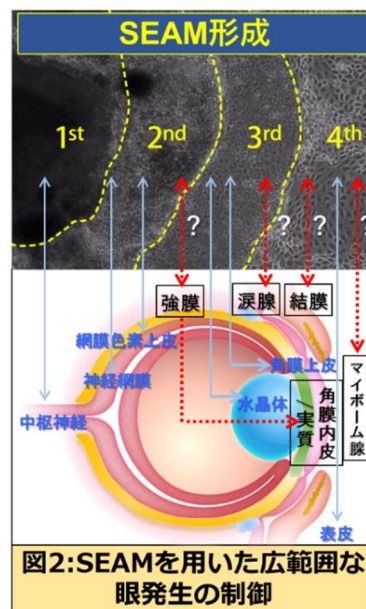 SEAM形成
1st
2nd
3rd
4th
?
?
?
?
強膜
涙腺
結膜
網膜色素上皮
神経網膜
中枢神経
角膜上皮
水晶体
実質
角膜内皮
マイボーム腺
表皮
図2:SEAMを用いた広範囲な
眼発生の制御